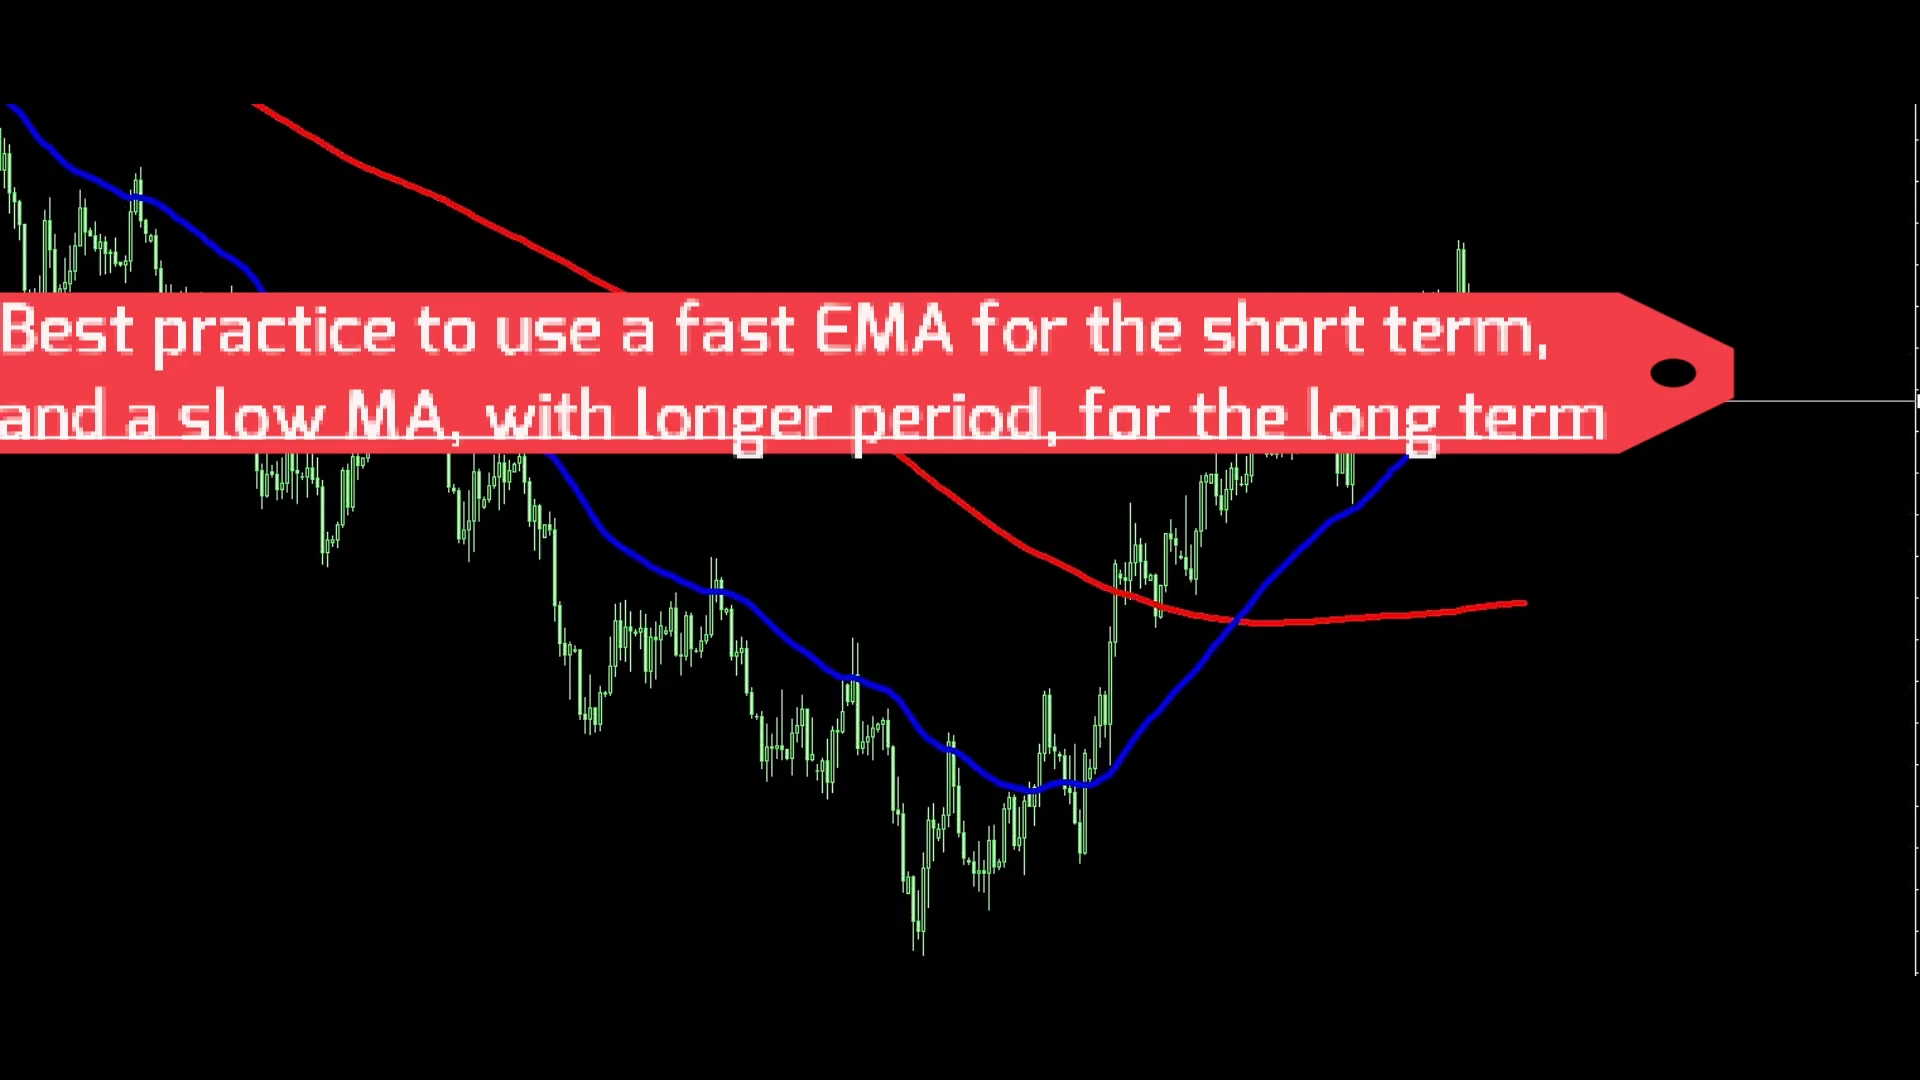 Best practice to use a fast EMA for the short term,
and a slow MA, with longer period, for the long term